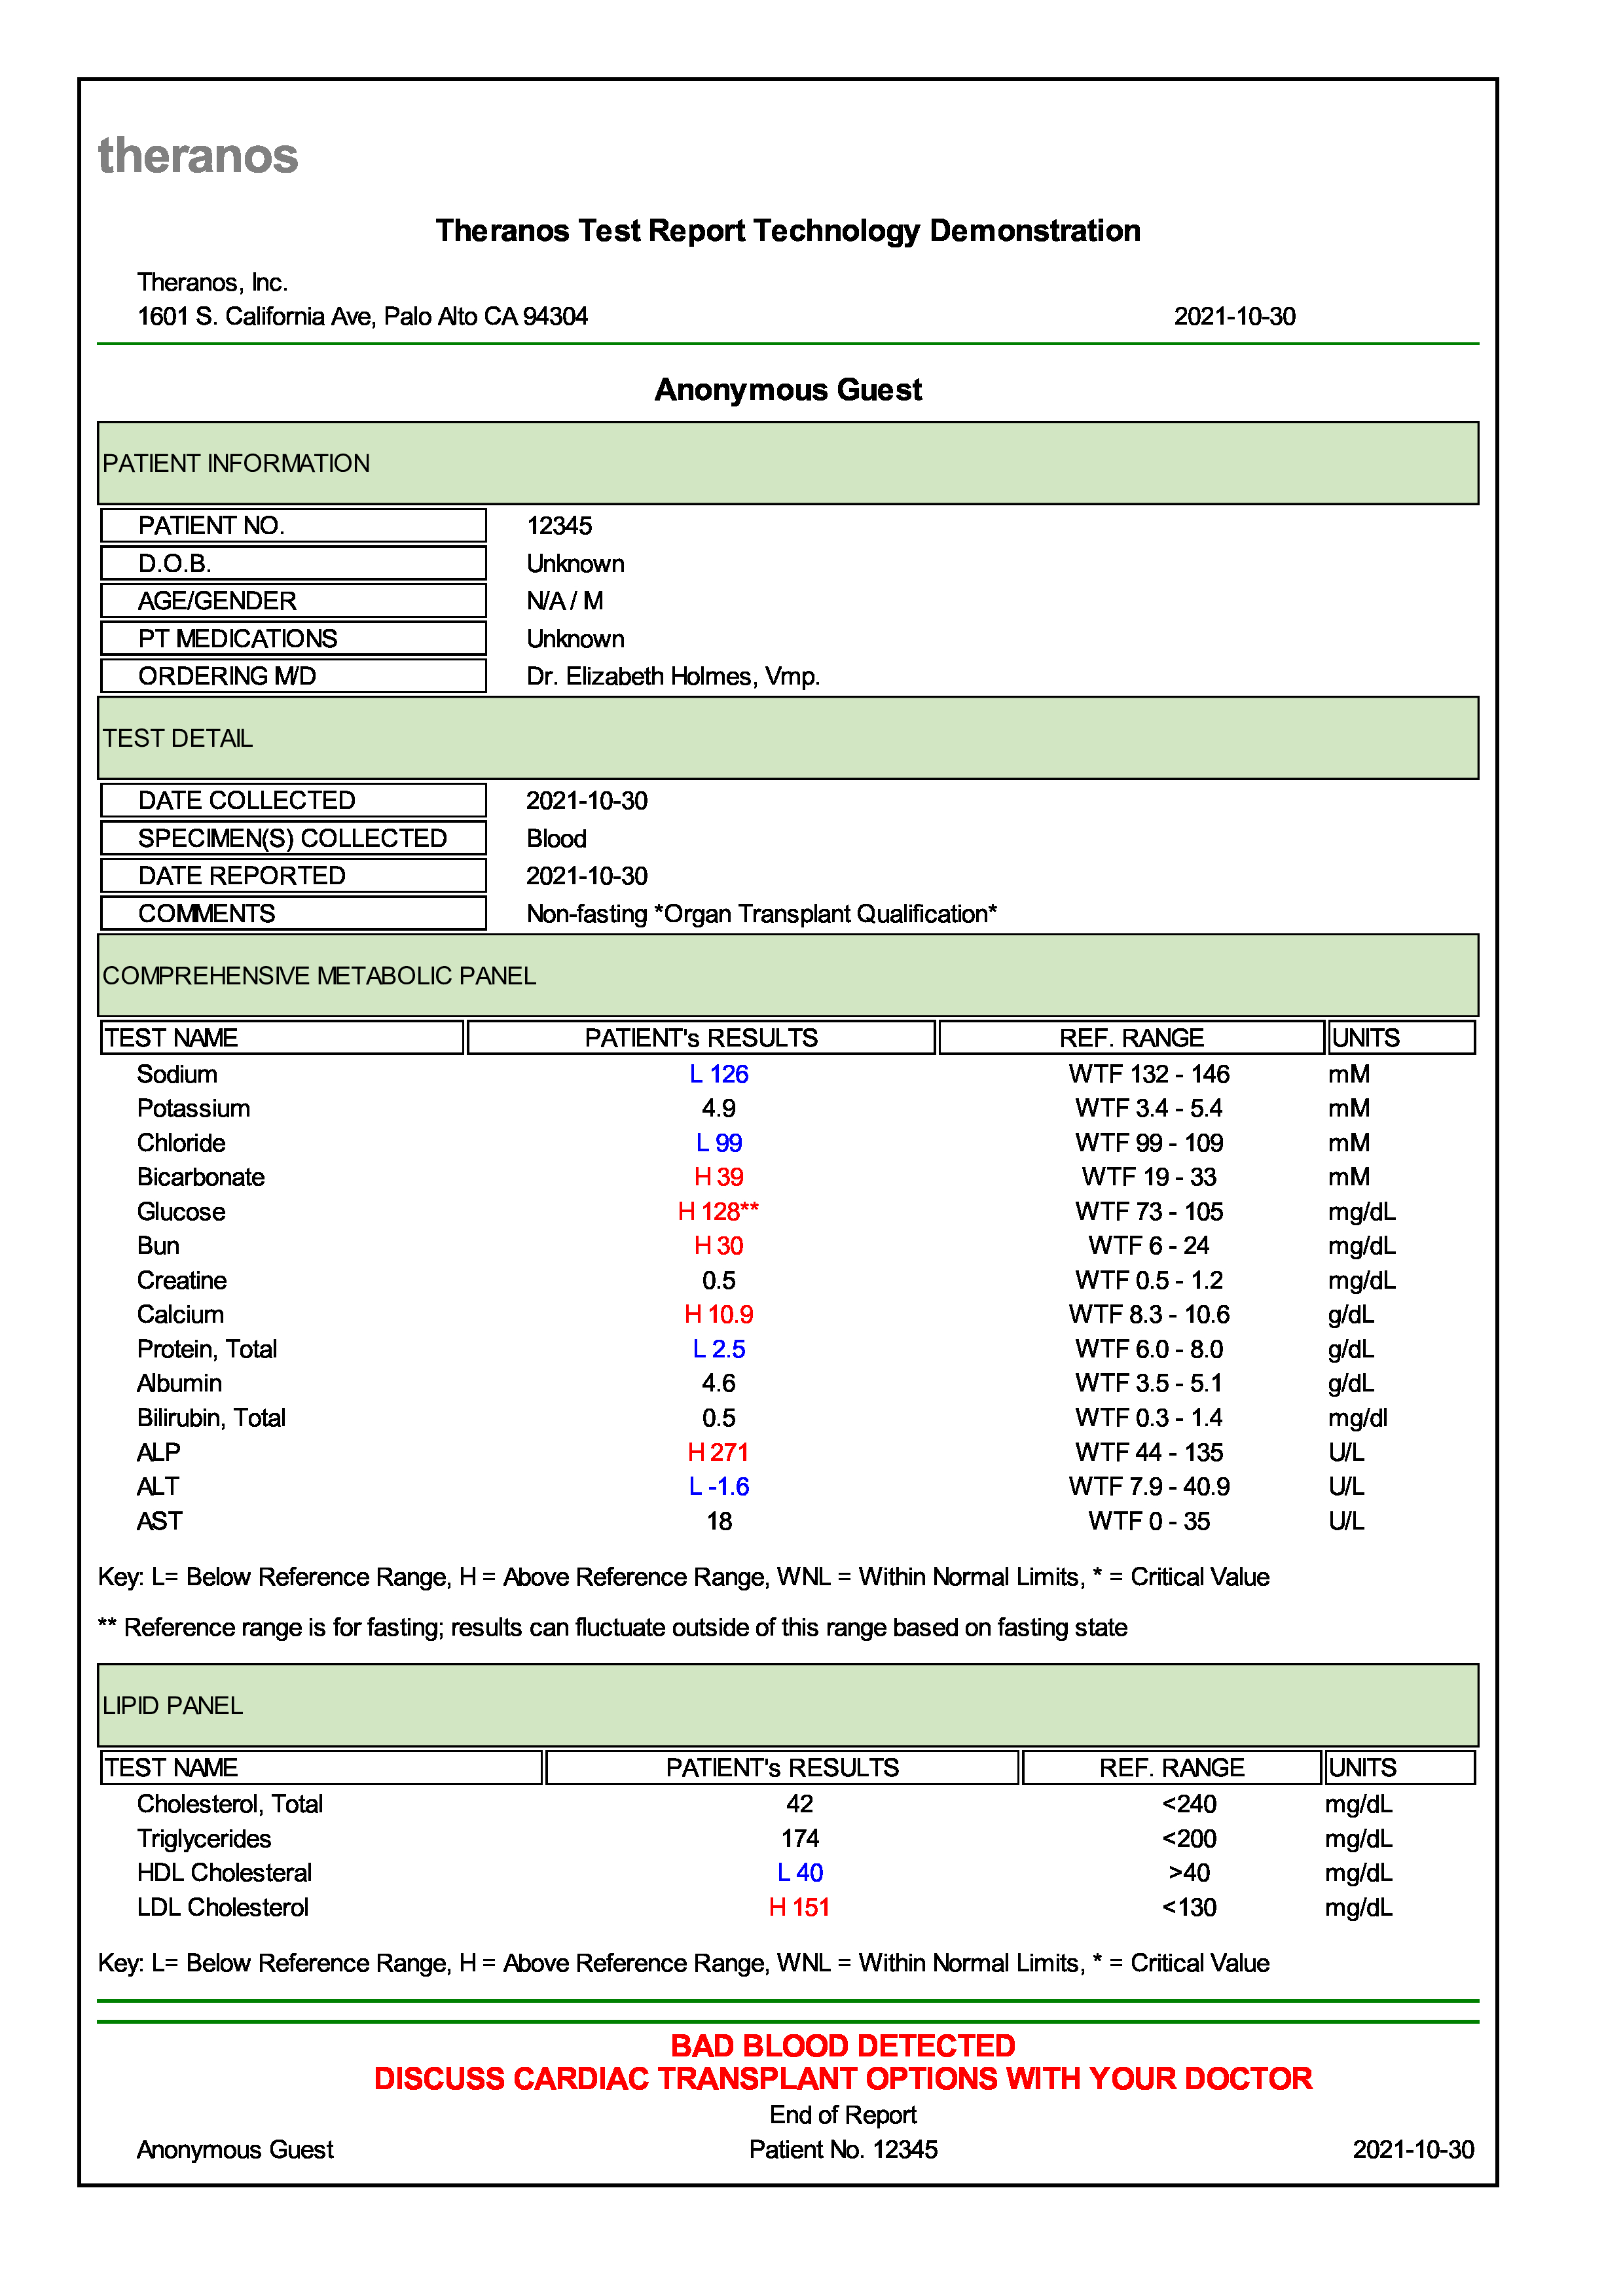 theranos
Theranos Test Report Technology Demonstration
Theranos, Inc.
1601 S. California Ave, Palo Alto CA 94304 2021-10-30
Anonymous Guest
PATIENT INFORMATION
PATIENT NO. 12345
D.O.B. Unknown
AGE/GENDER N/A / M
PT MEDICATIONS Unknown
ORDERING M/D Dr. Elizabeth Holmes, Vmp.
TEST DETAIL
DATE COLLECTED 2021-10-30
SPECIMEN(S) COLLECTED Blood
DATE REPORTED 2021-10-30
COMMENTS Non-fasting *Organ Transplant Qualification*
COMPREHENSIVE METABOLIC PANEL
TEST NAME PATIENT's RESULTS REF. RANGE UNITS
Sodium L 126 WTF 132 - 146 mM
Potassium 4.9 WTF 3.4 - 5.4 mM
Chloride L 99 WTF 99 - 109 mM
Bicarbonate H 39 WTF 19 - 33 mM
Glucose H 128** WTF 73 - 105 mg/dL
Bun H 30 WTF 6 - 24 mg/dL
Creatine 0.5 WTF 0.5 - 1.2 mg/dL
Calcium H 10.9 WTF 8.3 - 10.6 g/dL
Protein, Total L 2.5 WTF 6.0 - 8.0 g/dL
Albumin 4.6 WTF 3.5 - 5.1 g/dL
Bilirubin, Total 0.5 WTF 0.3 - 1.4 mg/dl
ALP H 271 WTF 44 - 135 U/L
ALT L -1.6 WTF 7.9 - 40.9 U/L
AST 18 WTF 0 - 35 U/L
Key: L= Below Reference Range, H = Above Reference Range, WNL = Within Normal Limits, * = Critical Value
** Reference range is for fasting; results can fluctuate outside of this range based on fasting state
LIPID PANEL
TEST NAME PATIENT's RESULTS REF. RANGE UNITS
Cholesterol, Total 42 <240 mg/dL
Triglycerides 174 <200 mg/dL
HDL Cholesteral L 40 >40 mg/dL
LDL Cholesterol H 151 <130 mg/dL
Key: L= Below Reference Range, H = Above Reference Range, WNL = Within Normal Limits, * = Critical Value
BAD BLOOD DETECTED
DISCUSS CARDIAC TRANSPLANT OPTIONS WITH YOUR DOCTOR
End of Report
Anonymous Guest Patient No. 12345 2021-10-30